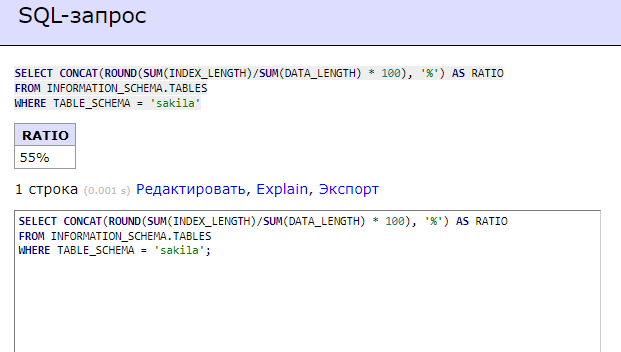 SQL-запрос
SELECT CONCAT(ROUND(SUM(INDEX_LENGTH)/SUM(DATA_LENGTH) * 100), '%') AS RATIO
FROM INFORMATION_SCHEMA.TABLES
WHERE TABLE_SCHEMA = 'sakila'
RATIO
55%
1 строка (0.001 s) Редактировать, Explain, Экспорт
SELECT CONCAT(ROUND(SUM(INDEX_LENGTH)/SUM(DATA_LENGTH) * 100), '%') AS RATIO
FROM INFORMATION_SCHEMA.TABLES
WHERE TABLE_SCHEMA = 'sakila';